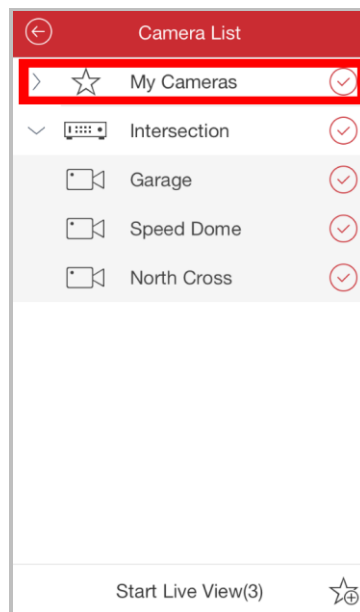 Camera List
My Cameras
Intersection
Garage
Speed Dome
North Cross
Start Live View(3)